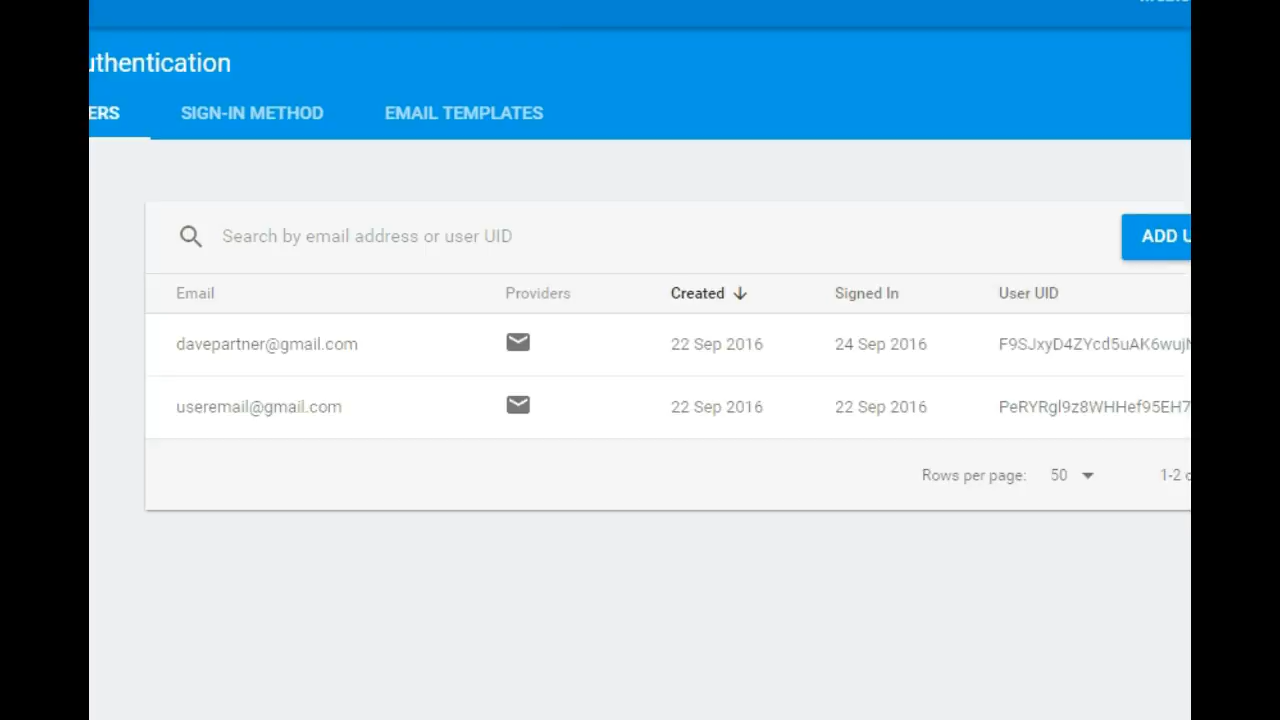 uthentication
ERS SIGN-IN METHOD EMAIL TEMPLATES
Search by email address or user UID ADD U
Email Providers Created Signed In User UID
davepartner@gmail.com 22 Sep 2016 24 Sep 2016 F9SJxyD4ZYcd5uAK6wujN
useremail@gmail.com 22 Sep 2016 22 Sep 2016 PeRYRgl9z8WHHef95EH7
Rows per page: 50 1-2 o